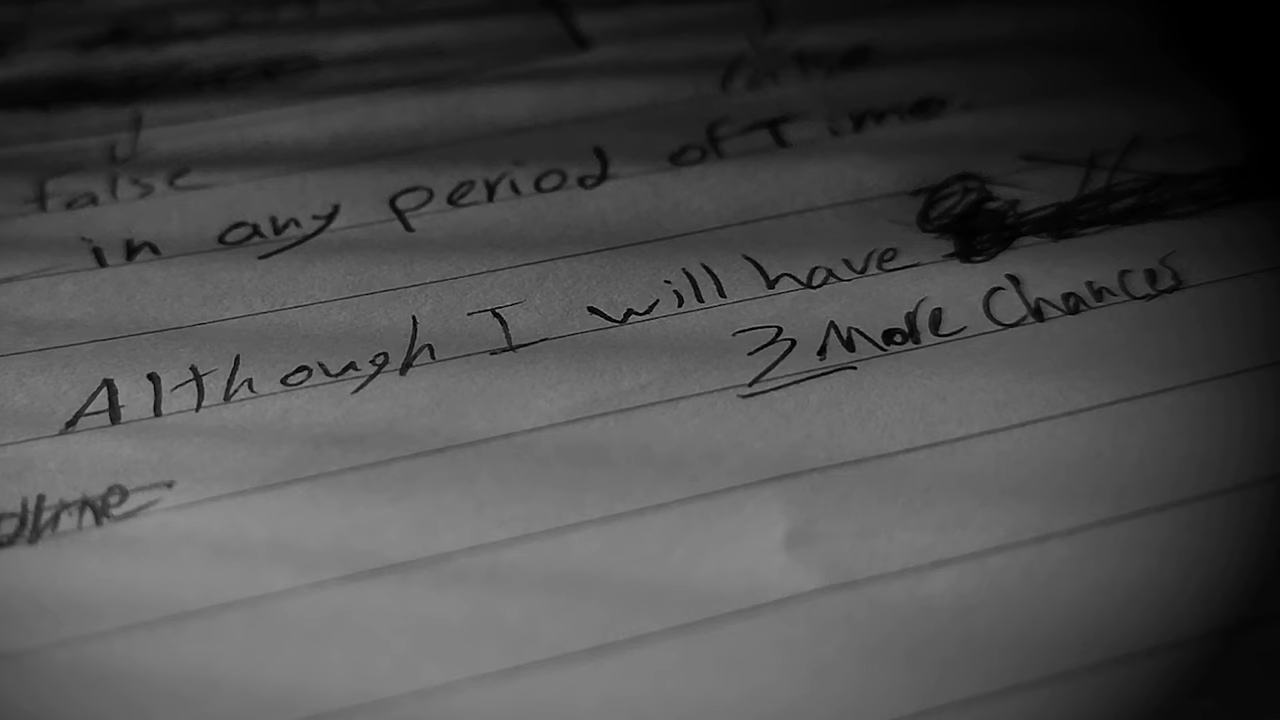 false
in any period of Time.
Although I will have
3 More Chances